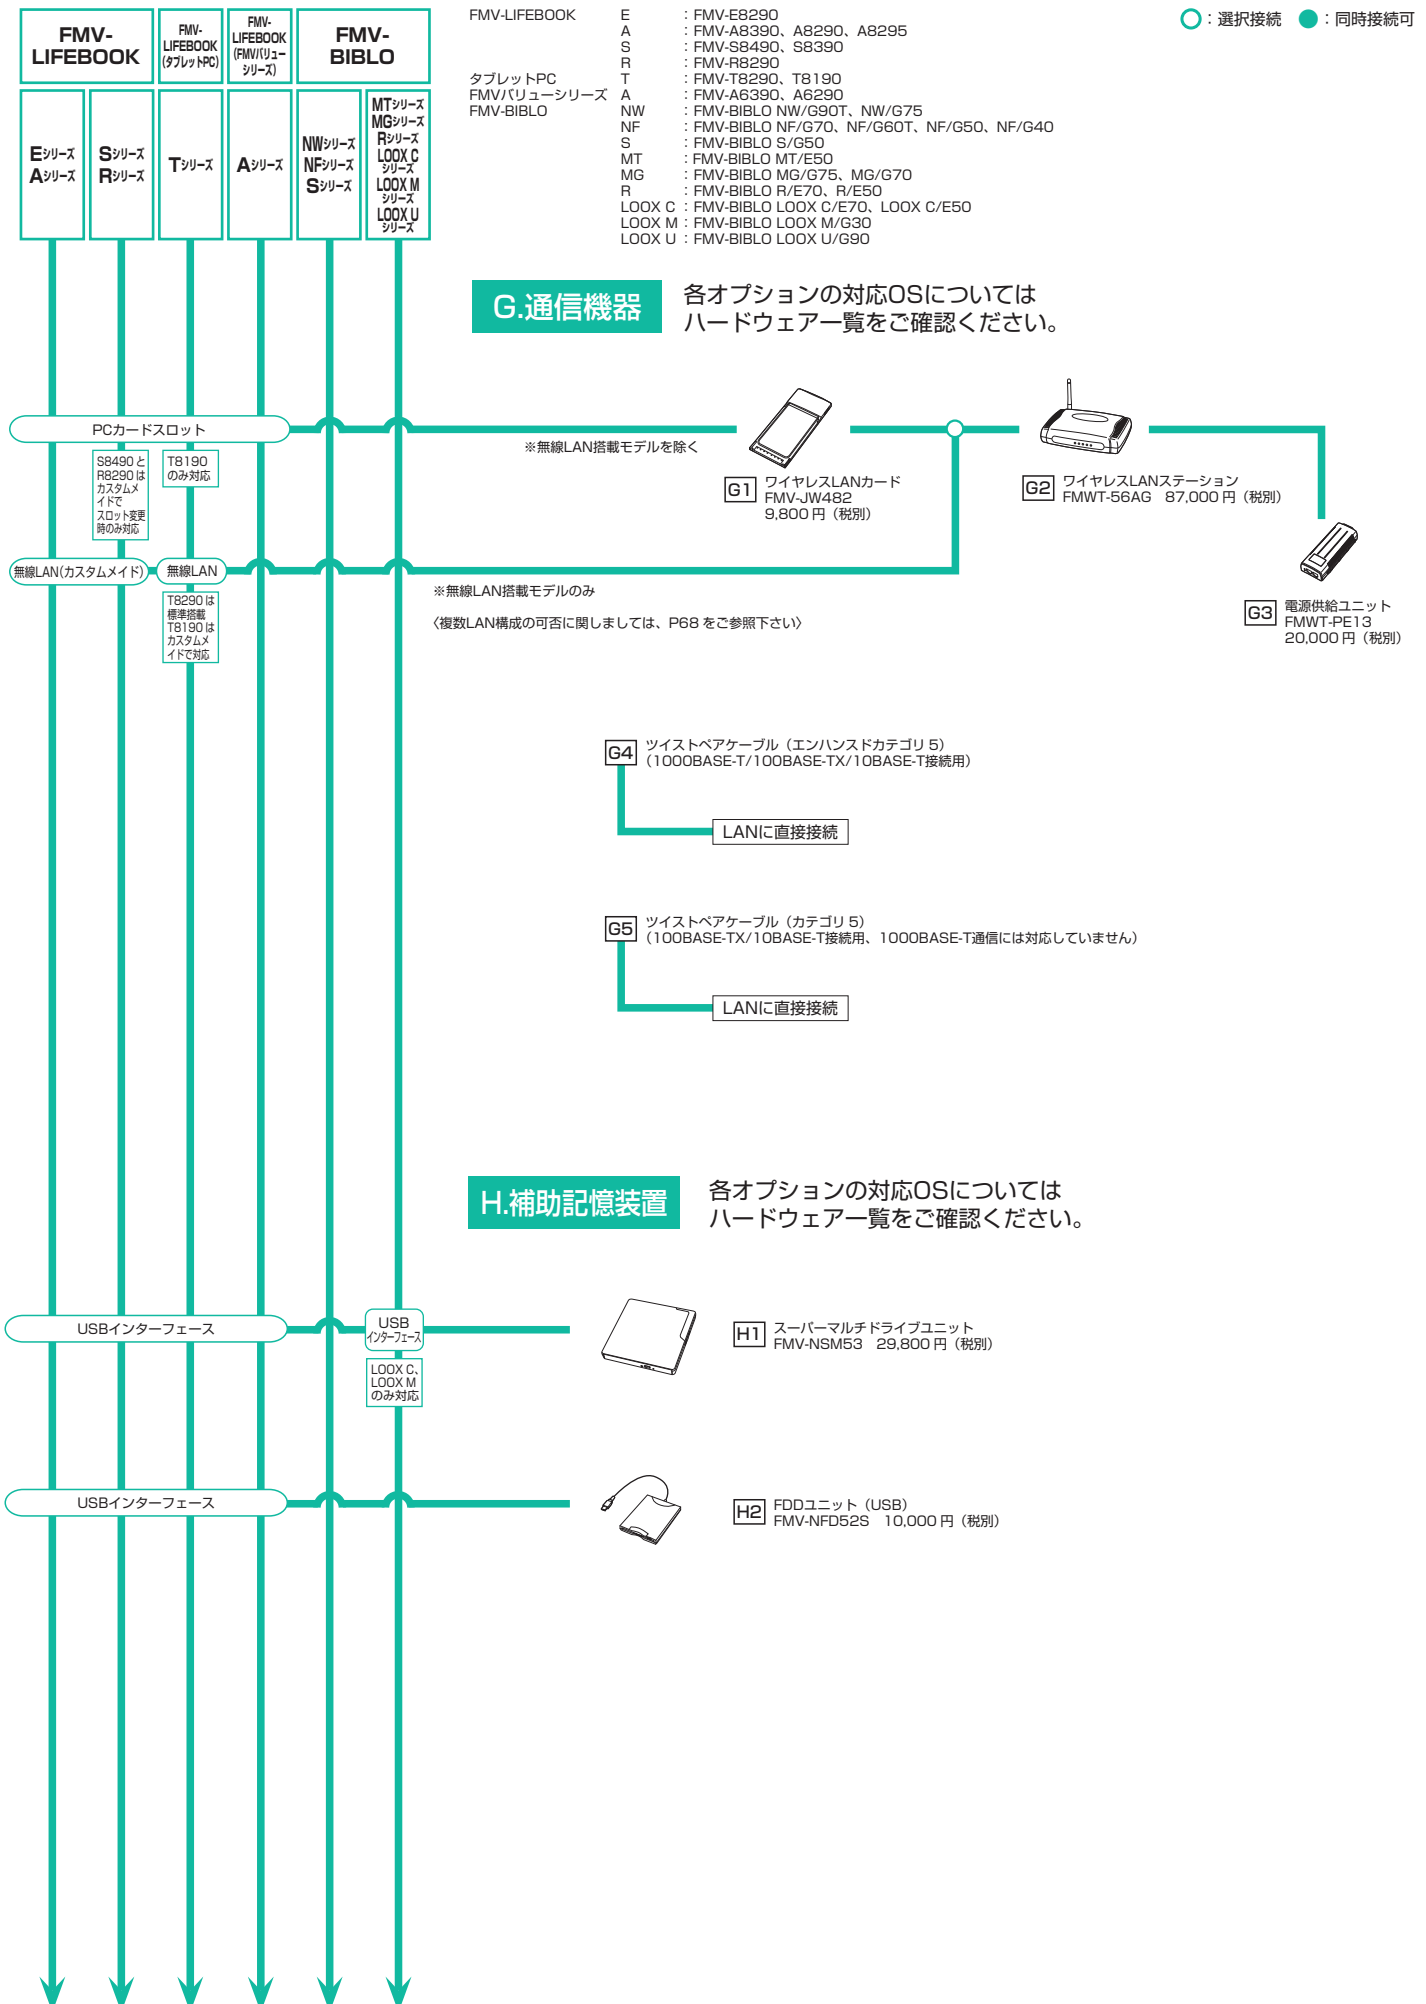 FMV-
LIFEBOOK
FMV-
LIFEBOOK
(タブレットPC)
FMV-
LIFEBOOK
(FMVバリュー
シリーズ)
FMV-
BIBLO
Eシリーズ
Aシリーズ
Sシリーズ
Rシリーズ
Tシリーズ
Aシリーズ
NWシリーズ
NFシリーズ
Sシリーズ
MTシリーズ
MGシリーズ
Rシリーズ
LOOX C
シリーズ
LOOX M
シリーズ
LOOX U
シリーズ
FMV-LIFEBOOK E :FMV-E8290
A :FMV-A8390、A8290、A8295
S :FMV-S8490、S8390
R :FMV-R8290
タブレットPC T :FMV-T8290、T8190
FMVバリューシリーズ A :FMV-A6390、A6290
FMV-BIBLO NW :FMV-BIBLO NW/G90T、NW/G75
NF :FMV-BIBLO NF/G70、NF/G60T、NF/G50、NF/G40
S :FMV-BIBLO S/G50
MT :FMV-BIBLO MT/E50
MG :FMV-BIBLO MG/G75、MG/G70
R :FMV-BIBLO R/E70、R/E50
LOOX C :FMV-BIBLO LOOX C/E70、LOOX C/E50
LOOX M :FMV-BIBLO LOOX M/G30
LOOX U :FMV-BIBLO LOOX U/G90
○:選択接続 ●:同時接続可
G.通信機器
各オプションの対応OSについては
ハードウェア一覧をご確認ください。
PCカードスロット
※無線LAN搭載モデルを除く
S8490と
R8290は
カスタムメ
イドで
スロット変更
時のみ対応
T8190
のみ対応
G1 ワイヤレスLANカード
FMV-JW482
9,800円(税別)
G2 ワイヤレスLANステーション
FMWT-56AG 87,000円(税別)
G3 電源供給ユニット
FMWT-PE13
20,000円(税別)
無線LAN(カスタムメイド)
無線LAN
T8290は
標準搭載
T8190は
カスタムメ
イドで対応
※無線LAN搭載モデルのみ
〈複数LAN構成の可否に関しましては、P68をご参照下さい〉
G4 ツイストペアケーブル(エンハンスドカテゴリ5)
(1000BASE-T/100BASE-TX/10BASE-T接続用)
LANに直接接続
G5 ツイストペアケーブル(カテゴリ5)
(100BASE-TX/10BASE-T接続用、1000BASE-T通信には対応していません)
LANに直接接続
H.補助記憶装置
各オプションの対応OSについては
ハードウェア一覧をご確認ください。
USBインターフェース
USB
インターフェース
LOOX C、
LOOX M
のみ対応
H1 スーパーマルチドライブユニット
FMV-NSM53 29,800円(税別)
USBインターフェース
H2 FDDユニット(USB)
FMV-NFD52S 10,000円(税別)